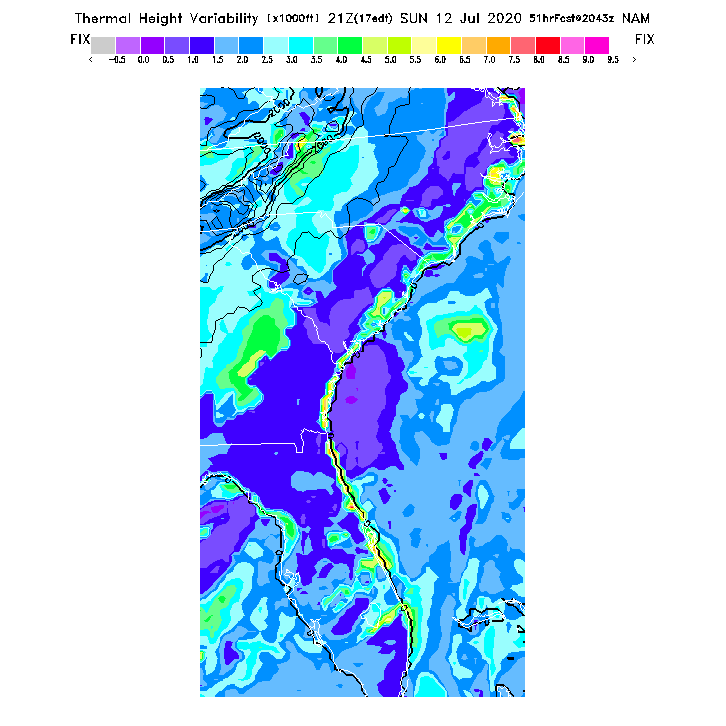 Thermal Height Variability [x1000ft] 21Z(17edt) SUN 12 Jul 2020 51hrFcst@2043z NAM
FIX FIX
< -0.5 0.0 0.5 1.0 1.5 2.0 2.5 3.0 3.5 4.0 4.5 5.0 5.5 6.0 6.5 7.0 7.5 8.0 8.5 9.0 9.5 >
2000